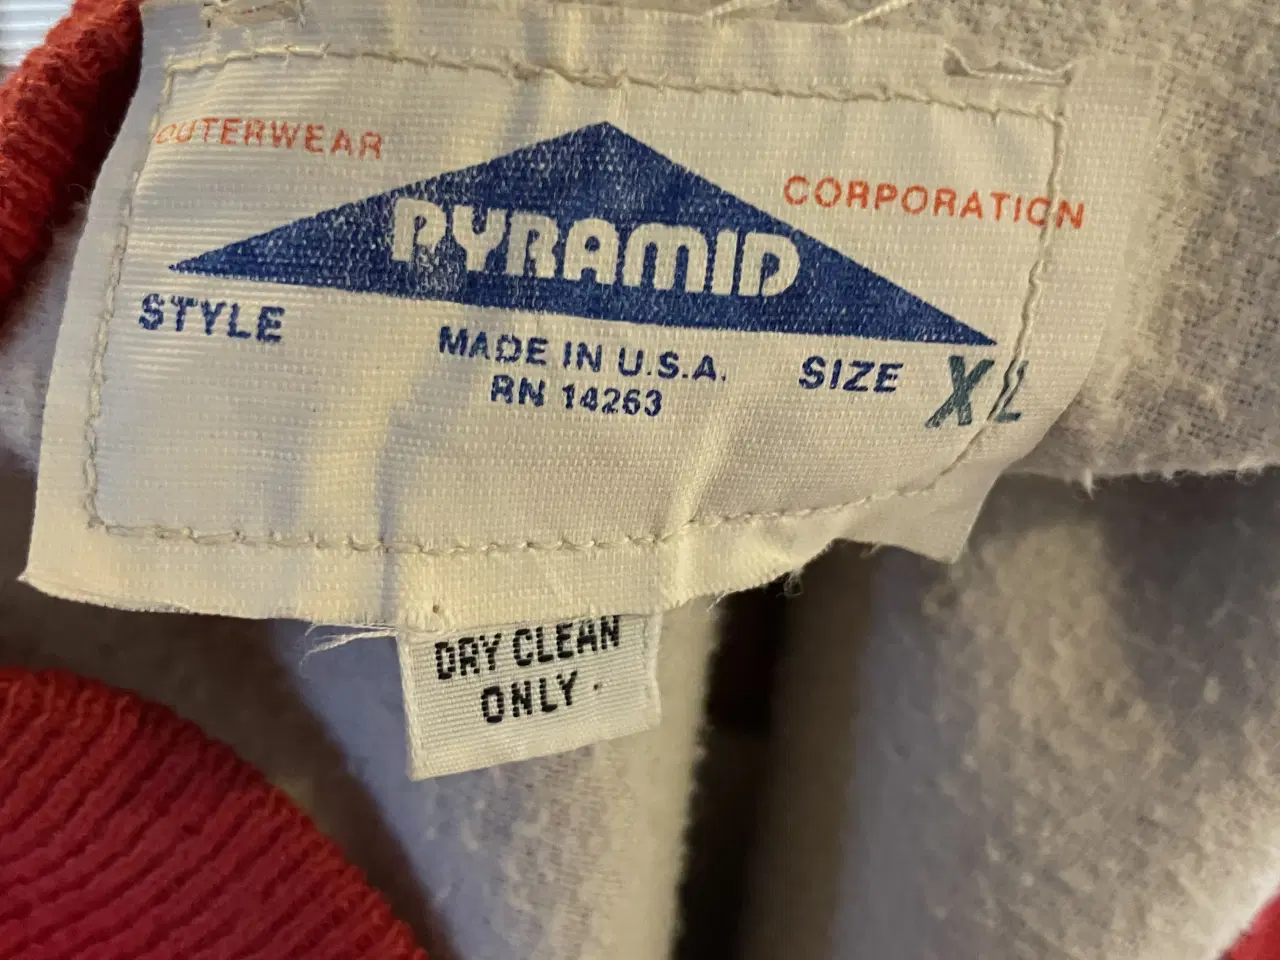 OUTERWEAR
CORPORATION
PYRAMID
STYLE
MADE IN U.S.A.
SIZE XL
RN 14263
DRY CLEAN
ONLY.